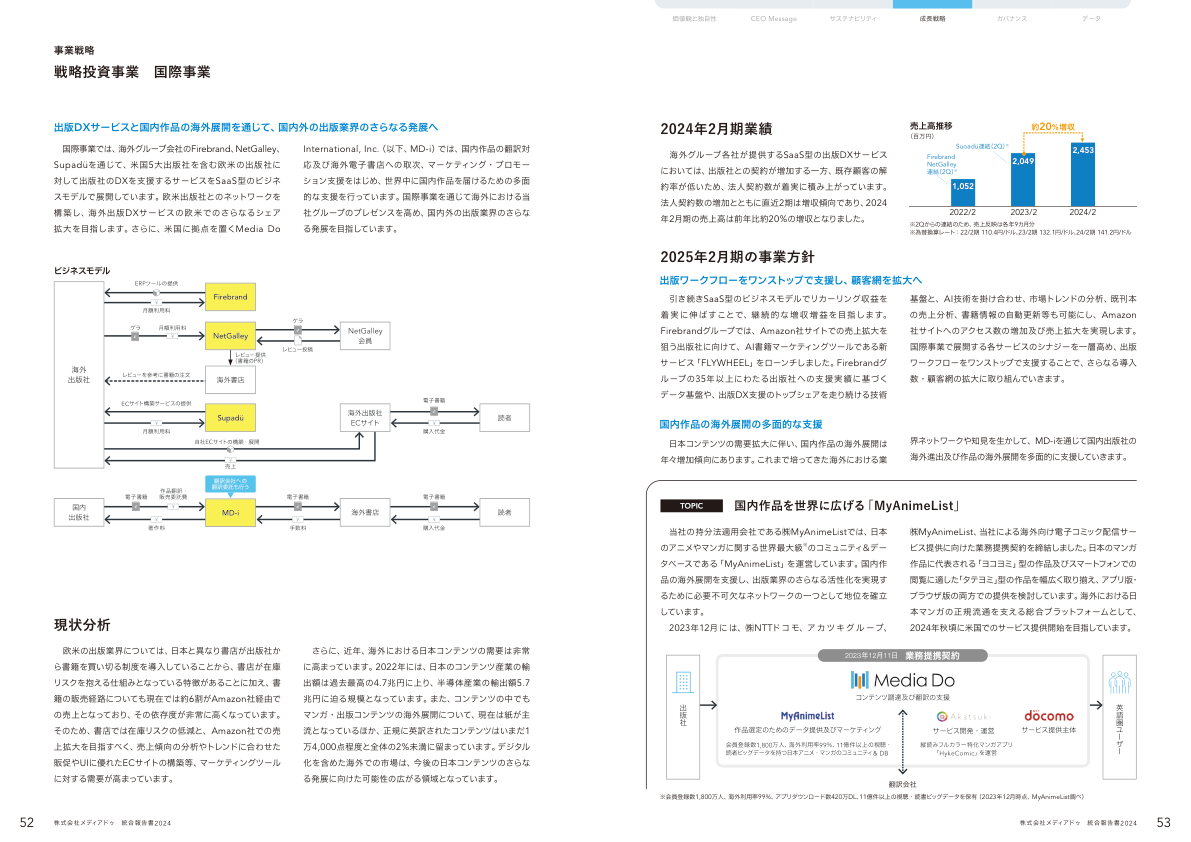 価値観と独自性
CEO Message
サステナビリティ
成長戦略
ガバナンス
データ
事業戦略
戦略投資事業　国際事業
出版DXサービスと国内作品の海外展開を通じて、国内外の出版業界のさらなる発展へ
国際事業では、海外グループ会社のFirebrand、NetGalley、
Supadüを通じて、米国5大出版社を含む欧米の出版社に
対して出版社のDXを支援するサービスをSaaS型のビジネ
スモデルで展開しています。欧米出版社とのネットワークを
構築し、海外出版DXサービスの欧米でのさらなるシェア
拡大を目指します。さらに、米国に拠点を置くMedia Do
International, Inc.（以下、MD-i）では、国内作品の翻訳対
応及び海外電子書店への取次、マーケティング・プロモー
ション支援をはじめ、世界中に国内作品を届けるための多面
的な支援を行っています。国際事業を通じて海外における当
社グループのプレゼンスを高め、国内外の出版業界のさらな
る発展を目指しています。
ビジネスモデル
海外
出版社
ERPツールの提供
月額利用料
Firebrand
ゲラ
月額利用料
NetGalley
ゲラ
レビュー投稿
NetGalley
会員
レビュー提供
（書籍のPR）
レビューを参考に書籍の注文
海外書店
ECサイト構築サービスの提供
月額利用料
Supadü
海外出版社
ECサイト
電子書籍
購入代金
読者
自社ECサイトの構築・展開
売上
翻訳会社への
翻訳委託も行う
国内
出版社
電子書籍
作品翻訳・
販売委託費
著作料
MD-i
電子書籍
手数料
海外書店
電子書籍
購入代金
読者
現状分析
欧米の出版業界については、日本と異なり書店が出版社か
ら書籍を買い切る制度を導入していることから、書店が在庫
リスクを抱える仕組みとなっている特徴があることに加え、書
籍の販売経路についても現在では約6割がAmazon社経由で
の売上となっており、その依存度が非常に高くなっています。
そのため、書店では在庫リスクの低減と、Amazon社での売
上拡大を目指すべく、売上傾向の分析やトレンドに合わせた
販促やUIに優れたECサイトの構築等、マーケティングツール
に対する需要が高まっています。
さらに、近年、海外における日本コンテンツの需要は非常
に高まっています。2022年には、日本のコンテンツ産業の輸
出額は過去最高の4.7兆円に上り、半導体産業の輸出額5.7
兆円に迫る規模となっています。また、コンテンツの中でも
マンガ・出版コンテンツの海外展開について、現在は紙が主
流となっているほか、正規に英訳されたコンテンツはいまだ1
万4,000点程度と全体の2%未満に留まっています。デジタル
化を含めた海外での市場は、今後の日本コンテンツのさらな
る発展に向けた可能性の広がる領域となっています。
52
株式会社メディアドゥ　統合報告書2024
2024年2月期業績
海外グループ各社が提供するSaaS型の出版DXサービス
においては、出版社との契約が増加する一方、既存顧客の解
約率が低いため、法人契約数が着実に積み上がっています。
法人契約数の増加とともに直近2期は増収傾向であり、2024
年2月期の売上高は前年比約20%の増収となりました。
売上高推移
（百万円）
約20%増収
Supadü連結（2Q）※
Firebrand
NetGalley
連結（2Q）※
1,052
2,049
2,453
2022/2
2023/2
2024/2
※2Qからの連結のため、売上反映は各年9カ月分
※為替換算レート：22/2期 110.4円/ドル、23/2期 132.1円/ドル、24/2期 141.2円/ドル
2025年2月期の事業方針
出版ワークフローをワンストップで支援し、顧客網を拡大へ
引き続きSaaS型のビジネスモデルでリカーリング収益を
着実に伸ばすことで、継続的な増収増益を目指します。
Firebrandグループでは、Amazon社サイトでの売上拡大を
狙う出版社に向けて、AI書籍マーケティングツールである新
サービス「FLYWHEEL」をローンチしました。Firebrandグ
ループの35年以上にわたる出版社への支援実績に基づく
データ基盤や、出版DX支援のトップシェアを走り続ける技術
基盤と、AI技術を掛け合わせ、市場トレンドの分析、既刊本
の売上分析、書籍情報の自動更新等も可能にし、Amazon
社サイトへのアクセス数の増加及び売上拡大を実現します。
国際事業で展開する各サービスのシナジーを一層高め、出版
ワークフローをワンストップで支援することで、さらなる導入
数・顧客網の拡大に取り組んでいきます。
国内作品の海外展開の多面的な支援
日本コンテンツの需要拡大に伴い、国内作品の海外展開は
年々増加傾向にあります。これまで培ってきた海外における業
界ネットワークや知見を生かして、MD-iを通じて国内出版社の
海外進出及び作品の海外展開を多面的に支援していきます。
TOPIC
国内作品を世界に広げる「MyAnimeList」
当社の持分法適用会社である㈱MyAnimeListでは、日本
のアニメやマンガに関する世界最大級※のコミュニティ&デー
タベースである「MyAnimeList」を運営しています。国内作
品の海外展開を支援し、出版業界のさらなる活性化を実現す
るために必要不可欠なネットワークの一つとして地位を確立
しています。
2023年12月には、㈱NTTドコモ、アカツキグループ、
㈱MyAnimeList、当社による海外向け電子コミック配信サー
ビス提供に向けた業務提携契約を締結しました。日本のマンガ
作品に代表される「ヨコヨミ」型の作品及びスマートフォンでの
閲覧に適した「タテヨミ」型の作品を幅広く取り揃え、アプリ版・
ブラウザ版の両方での提供を検討しています。海外における日
本マンガの正規流通を支える総合プラットフォームとして、
2024年秋頃に米国でのサービス提供開始を目指しています。
2023年12月11日　業務提携契約
出版社
Media Do
コンテンツ調達及び翻訳の支援
MyAnimeList
作品選定のためのデータ提供及びマーケティング
会員登録数1,800万人、海外利用率99%、11億件以上の視聴・
読者ビッグデータを持つ日本アニメ・マンガのコミュニティ & DB
Akatsuki
サービス開発・運営
縦読みフルカラー特化マンガアプリ
「HykeComic」を運営
döcomo
サービス提供主体
英語圏ユーザー
翻訳会社
※会員登録数1,800万人、海外利用率99%、アプリダウンロード数420万DL、11億件以上の視聴・読書ビッグデータを保有（2023年12月時点、MyAnimeList調べ）
株式会社メディアドゥ　統合報告書2024
53